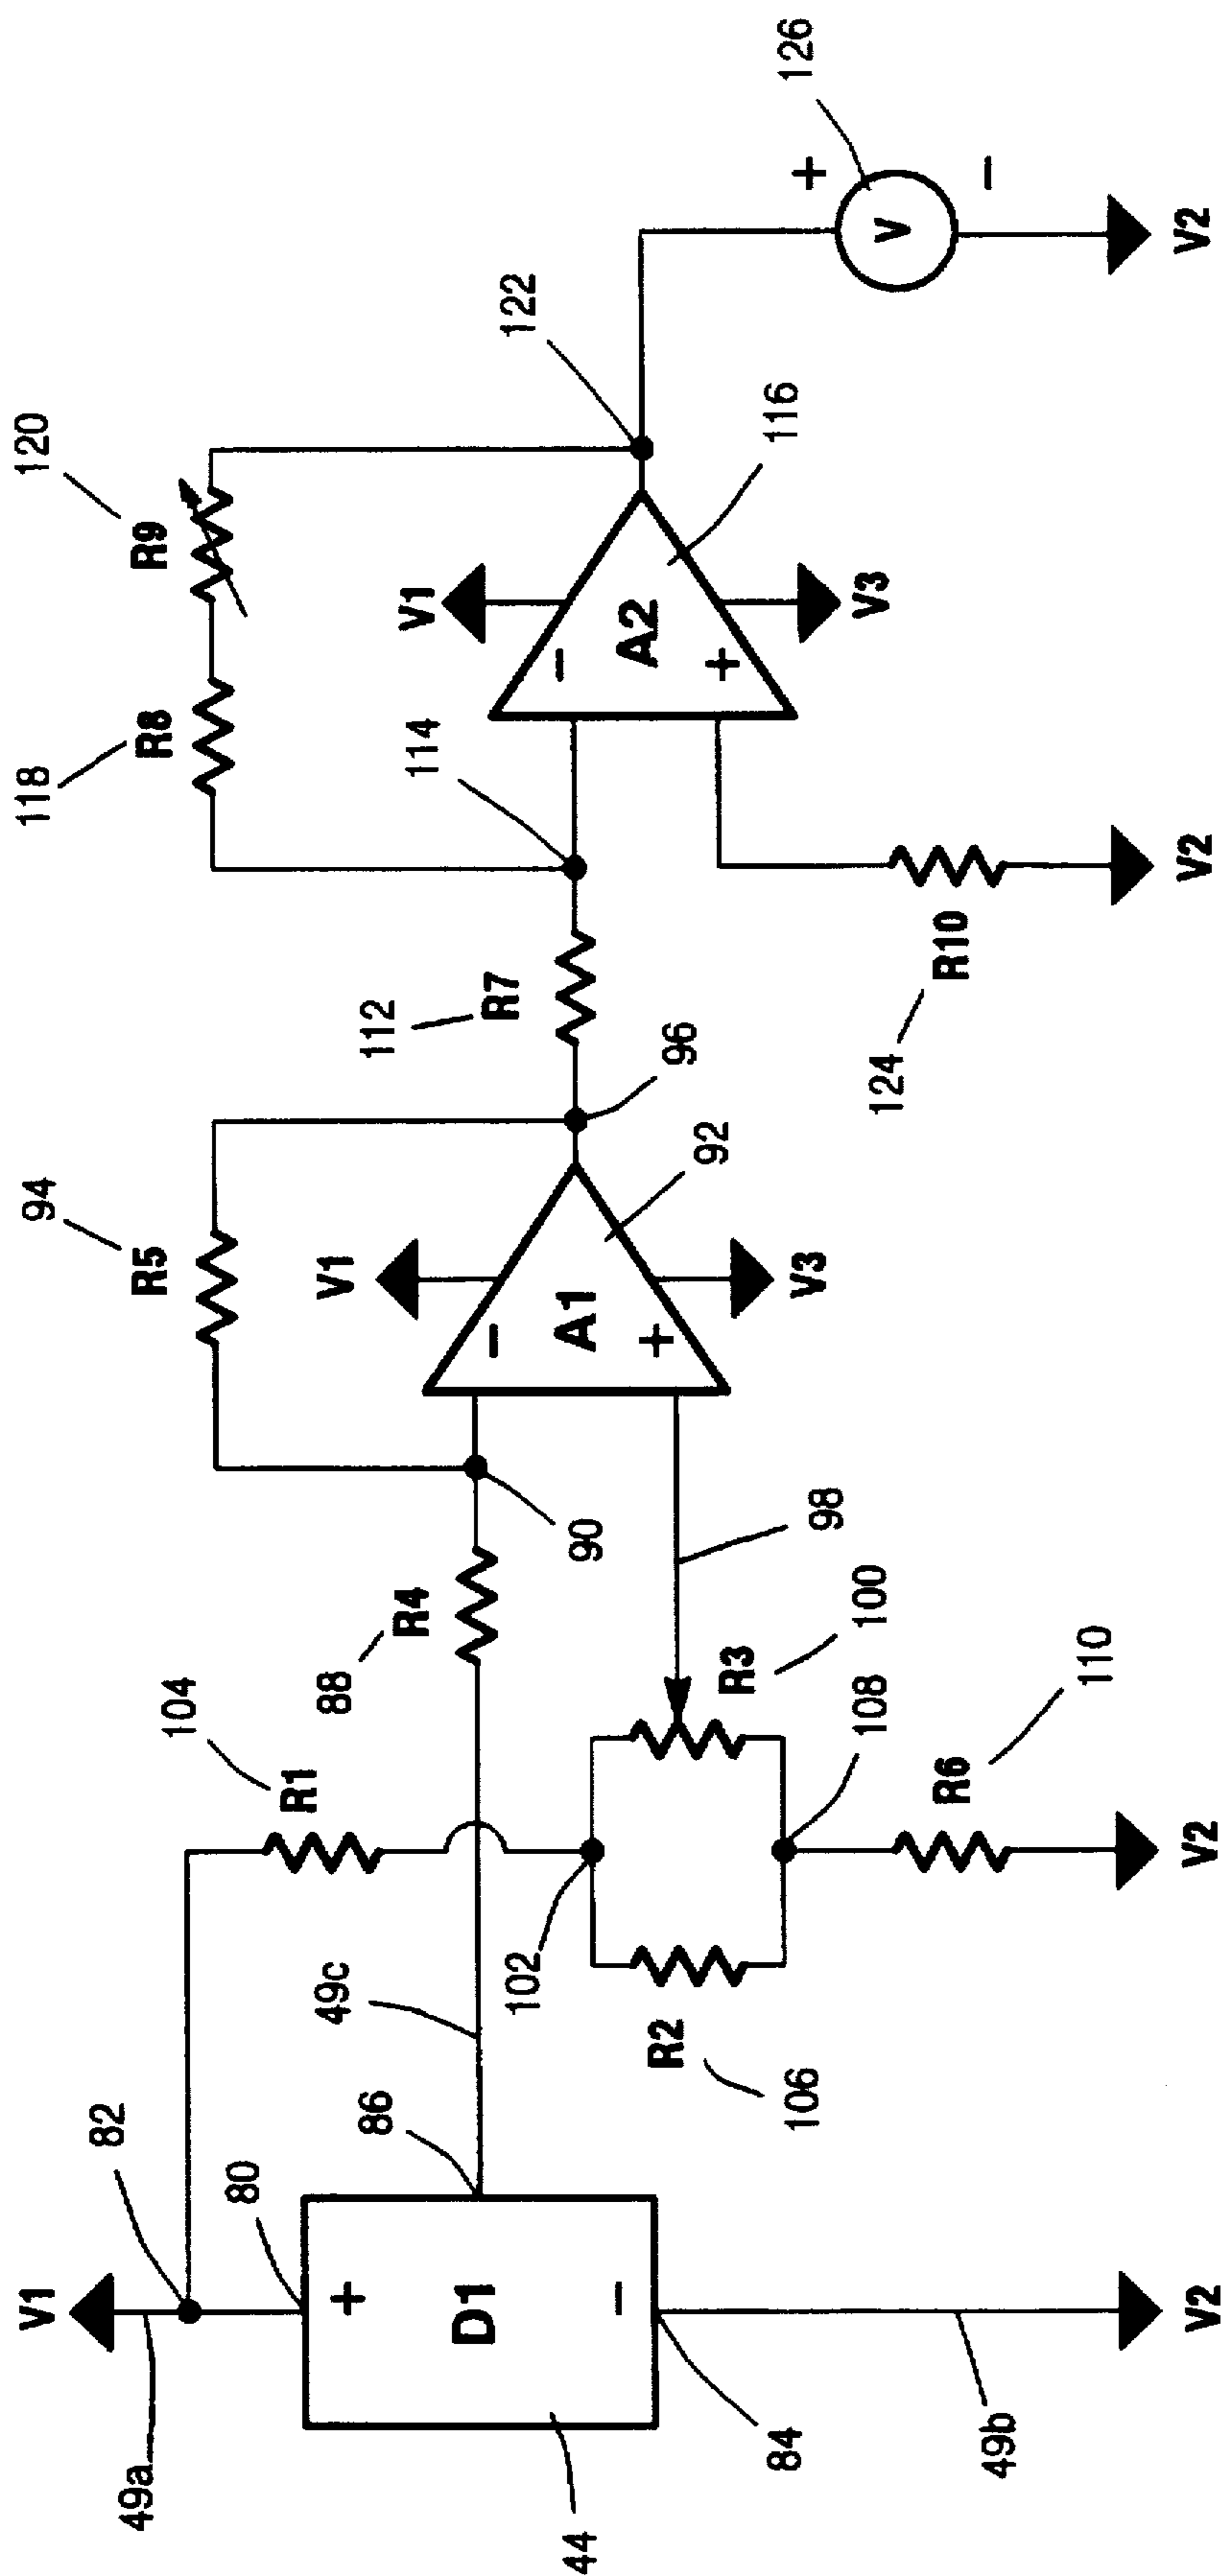 V1
49a
82
80
+
D1
−
44
84
49b
V2
86
49c
104
R1
88
R4
102
R2
106
R3
100
108
R6
110
V2
98
90
94
R5
V1
−
A1
+
V3
92
96
112
R7
114
118
R8
R9
120
V1
−
A2
+
V3
116
122
R10
124
V2
126
+
V
−
V2